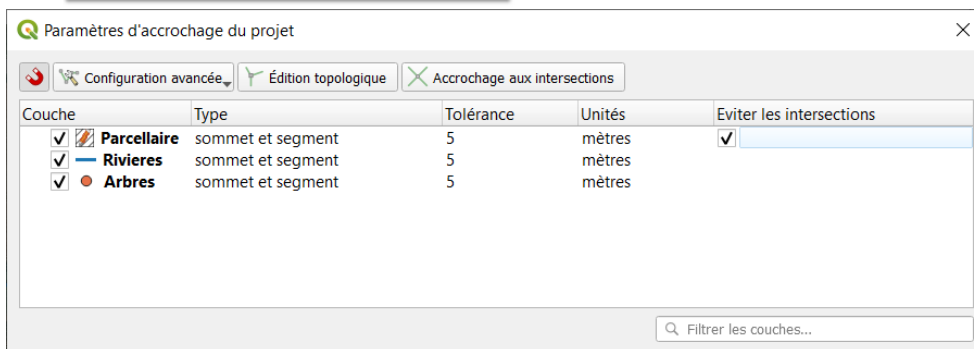 Paramètres d'accrochage du projet
Configuration avancée Édition topologique Accrochage aux intersections
Couche Type Tolérance Unités Eviter les intersections
Parcellaire sommet et segment 5 mètres
Rivieres sommet et segment 5 mètres
Arbres sommet et segment 5 mètres
Filtrer les couches...